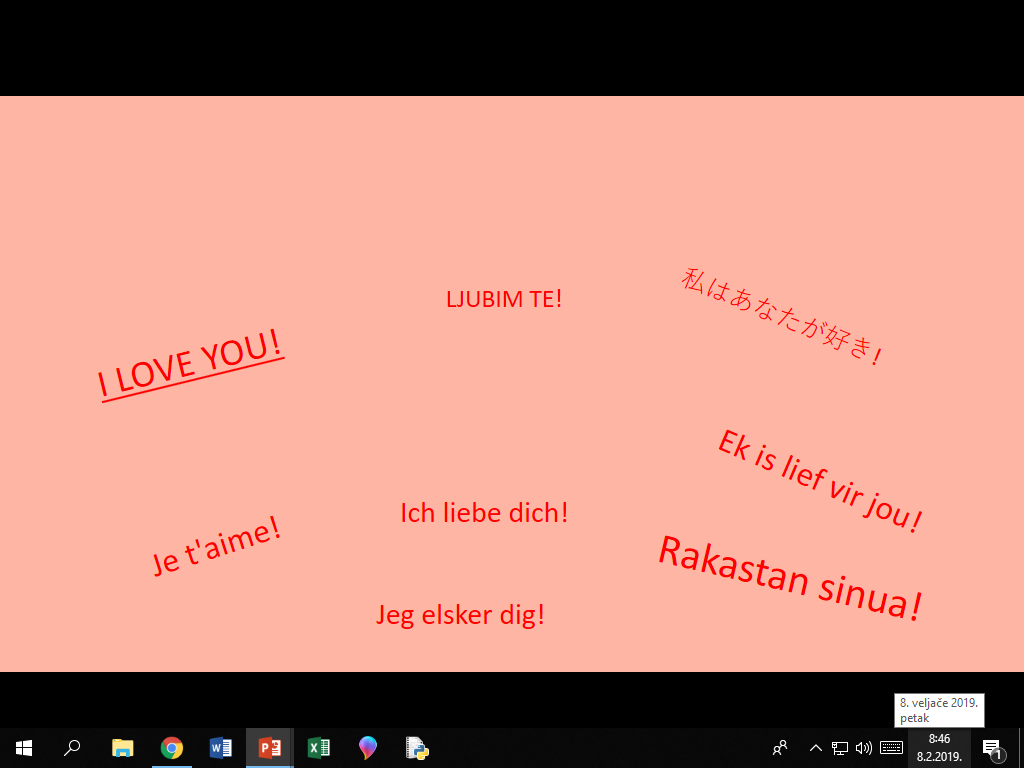 LJUBIM TE!
私はあなたが好き!
I LOVE YOU!
Ek is lief vir jou!
Ich liebe dich!
Je t'aime!
Rakastan sinua!
Jeg elsker dig!
8. veljače 2019.
petak
8:46
8.2.2019.
1